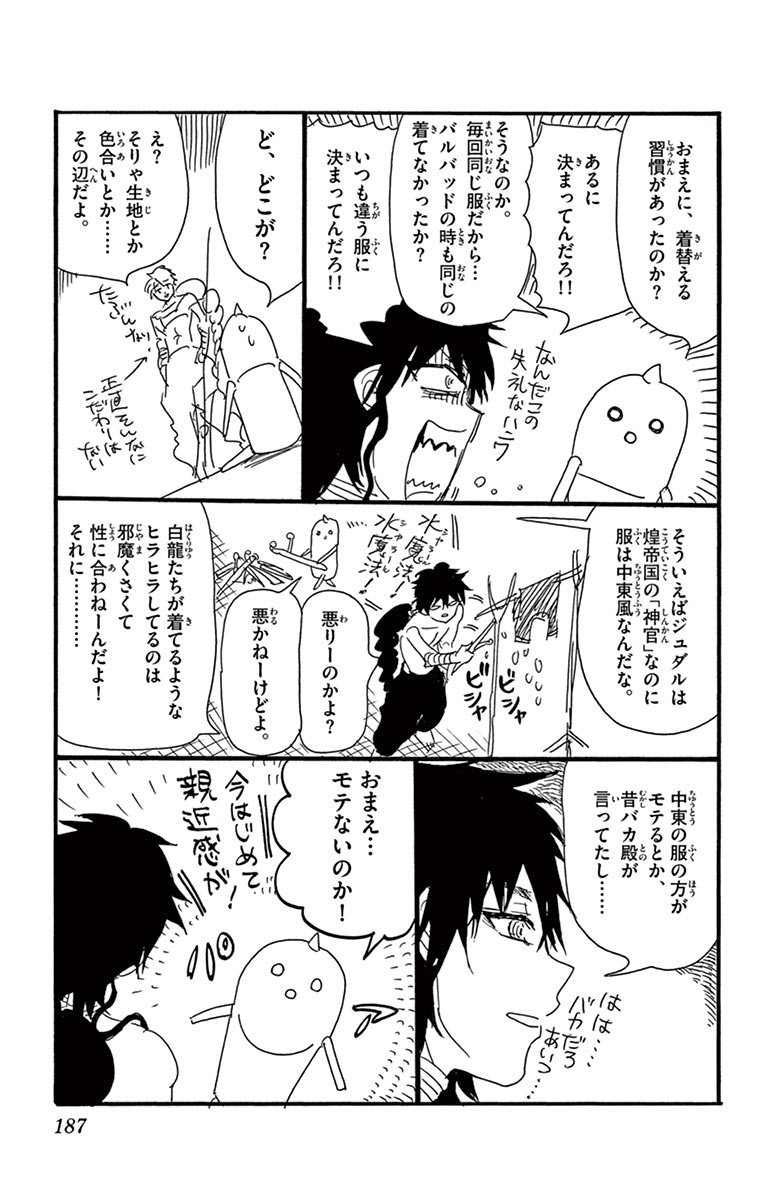 おまえに、着替える
習慣があったのか？
あるに
決まってんだろ!!
そうなのか。
毎回同じ服だから…
バルバッドの時も同じの
着てなかったか？
いつも違う服に
決まってんだろ!!
なんだこの
失礼なハニワ
ど、どこが？
え？
そりゃ生地とか
色合いとか……
その辺だよ。
たぶんな
正直そんなに
こだわりは
ない
そういえばジュダルは
煌帝国の「神官」なのに
服は中東風なんだな。
水魔法！
水魔法！
ビシャ
ビシャ
悪りーのかよ？
悪かねーけどよ。
白龍たちが着てるような
ヒラヒラしてるのは
邪魔くさくて
性に合わねーんだよ！
それに…………
中東の服の方が
モテるとか、
昔バカ殿が
言ってたし……
はは…
バカだろ
あいつ…
おまえ…
モテないのか！
今はじめて
親近感が！
187